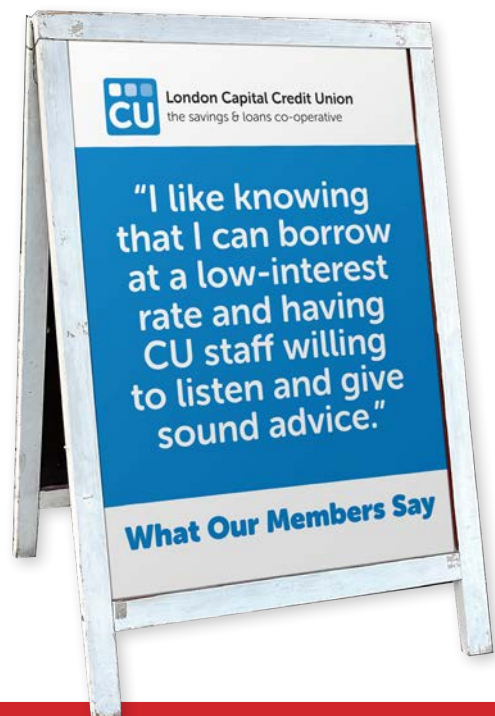 CU
London Capital Credit Union
the savings & loans co-operative
“I like knowing
that I can borrow
at a low-interest
rate and having
CU staff willing
to listen and give
sound advice.”
What Our Members Say